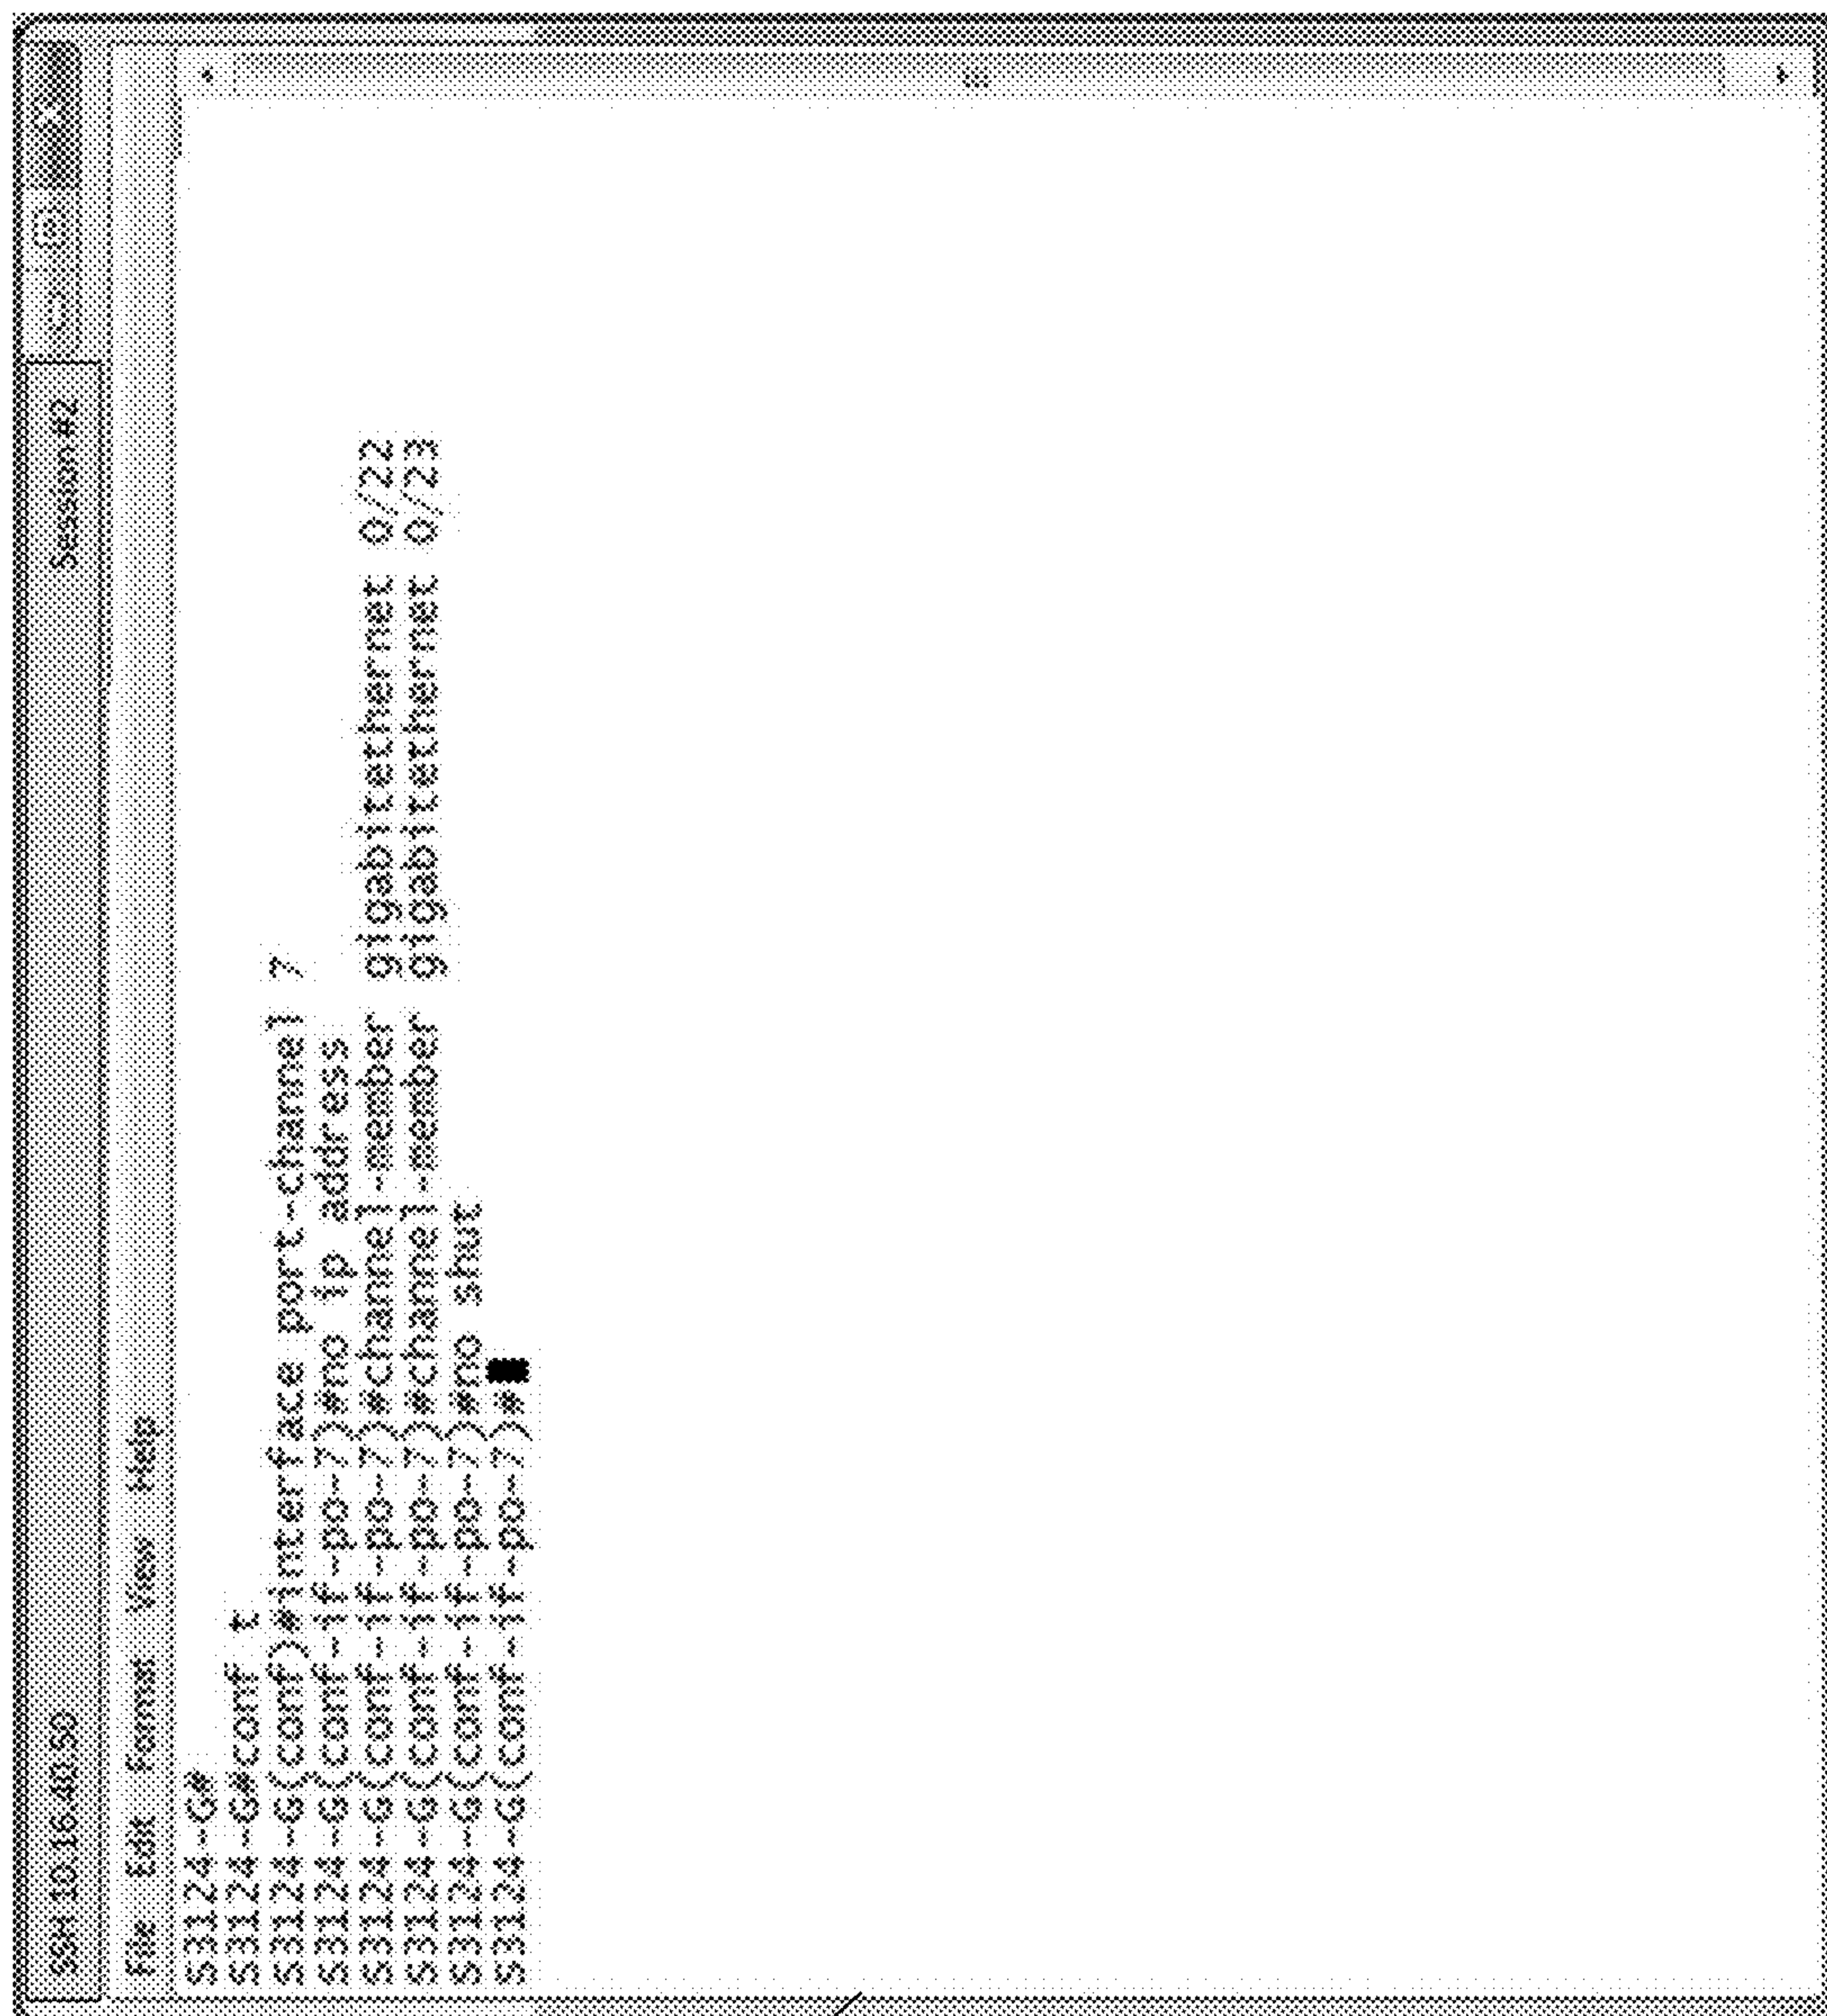 SSH 10.16.40.50 Session #2
File Edit Format View Help
S3124-G#
S3124-G#conf t
S3124-G(conf)#interface port-channel 7
S3124-G(conf-if-po-7)#no ip address
S3124-G(conf-if-po-7)#channel-member gigabitethernet 0/22
S3124-G(conf-if-po-7)#channel-member gigabitethernet 0/23
S3124-G(conf-if-po-7)#no shut
S3124-G(conf-if-po-7)#